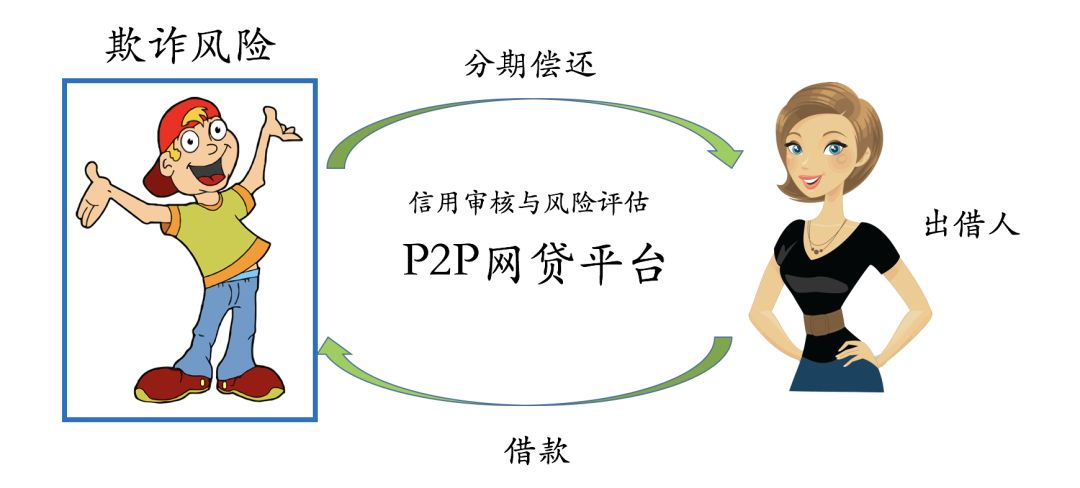 欺诈风险
分期偿还
信用审核与风险评估
P2P网贷平台
出借人
借款